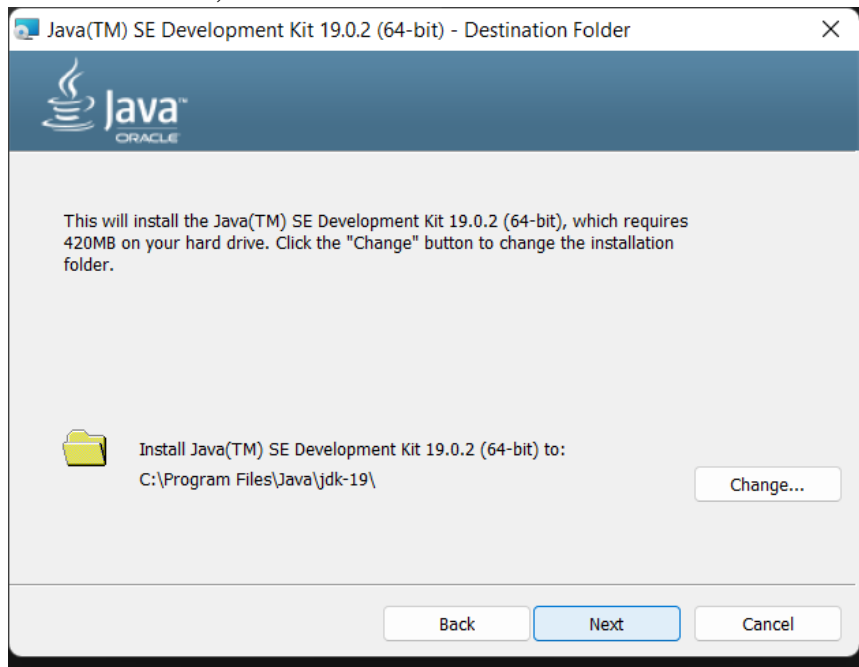 Java(TM) SE Development Kit 19.0.2 (64-bit) - Destination Folder
Java™
ORACLE
This will install the Java(TM) SE Development Kit 19.0.2 (64-bit), which requires
420MB on your hard drive. Click the "Change" button to change the installation
folder.
Install Java(TM) SE Development Kit 19.0.2 (64-bit) to:
C:\Program Files\Java\jdk-19\
Change...
Back
Next
Cancel